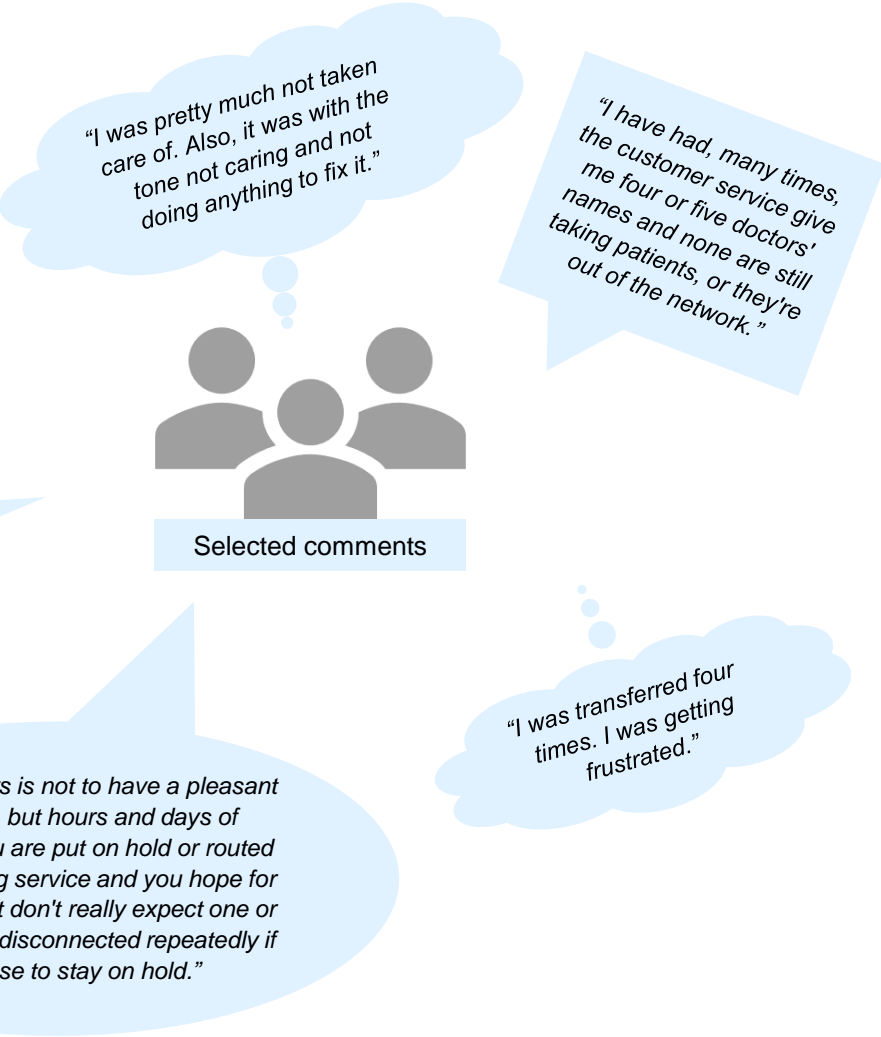 “I was pretty much not taken
care of. Also, it was with the
tone not caring and not
doing anything to fix it.”
“I have had, many times,
the customer service give
me four or five doctors'
names and none are still
taking patients, or they're
out of the network.”
Selected comments
“I was transferred four
times. I was getting
frustrated.”
is not to have a pleasant
, but hours and days of
are put on hold or routed
service and you hope for
don't really expect one or
disconnected repeatedly if
to stay on hold.”